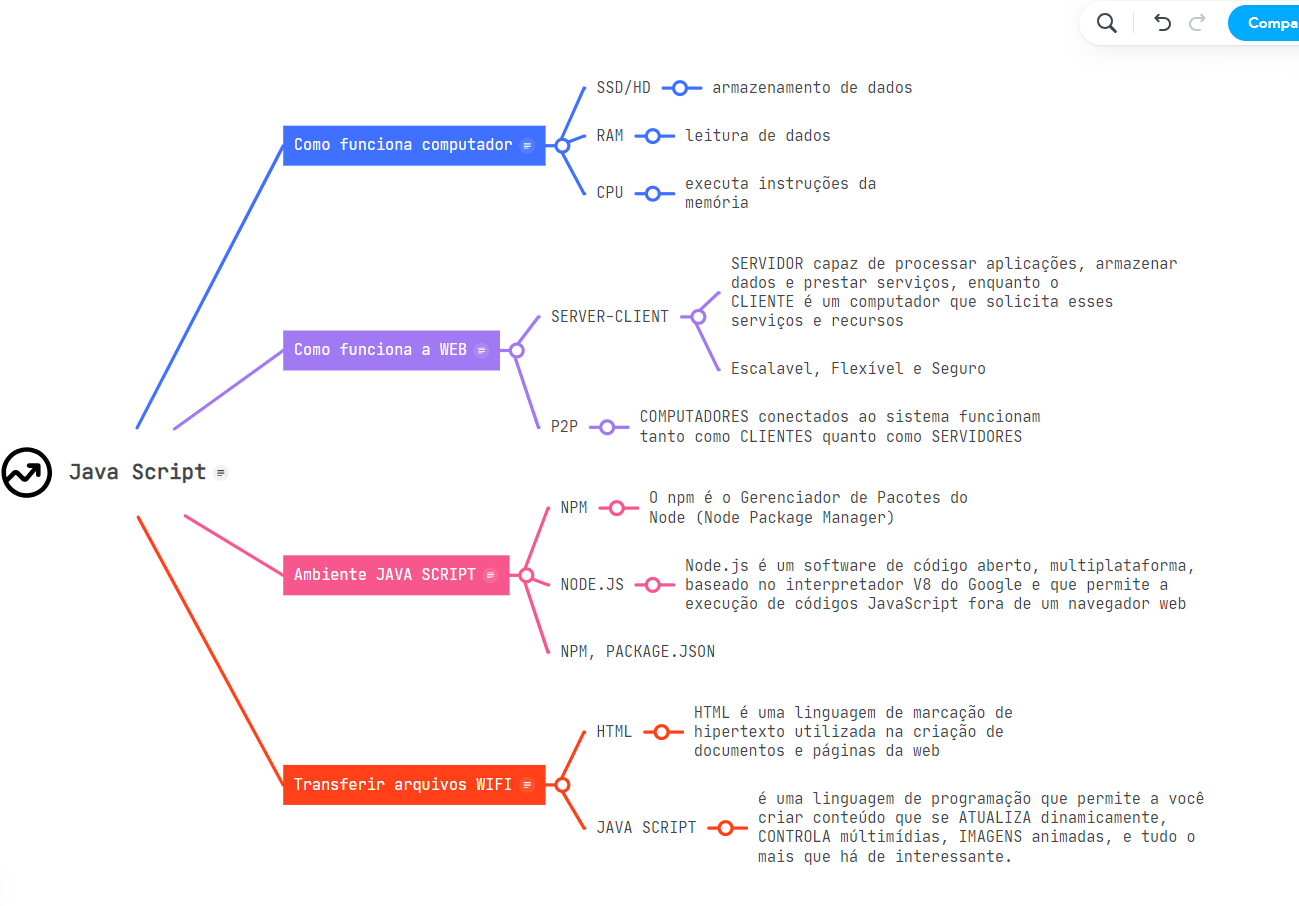 Compa
SSD/HD
armazenamento de dados
RAM
leitura de dados
Como funciona computador
CPU
executa instruções da
memória
SERVIDOR capaz de processar aplicações, armazenar
dados e prestar serviços, enquanto o
CLIENTE é um computador que solicita esses
serviços e recursos
SERVER-CLIENT
Como funciona a WEB
Escalavel, Flexível e Seguro
P2P
COMPUTADORES conectados ao sistema funcionam
tanto como CLIENTES quanto como SERVIDORES
Java Script
NPM
O npm é o Gerenciador de Pacotes do
Node (Node Package Manager)
Ambiente JAVA SCRIPT
NODE.JS
Node.js é um software de código aberto, multiplataforma,
baseado no interpretador V8 do Google e que permite a
execução de códigos JavaScript fora de um navegador web
NPM, PACKAGE.JSON
HTML
HTML é uma linguagem de marcação de
hipertexto utilizada na criação de
documentos e páginas da web
Transferir arquivos WIFI
JAVA SCRIPT
é uma linguagem de programação que permite a você
criar conteúdo que se ATUALIZA dinamicamente,
CONTROLA múltimídias, IMAGENS animadas, e tudo o
mais que há de interessante.